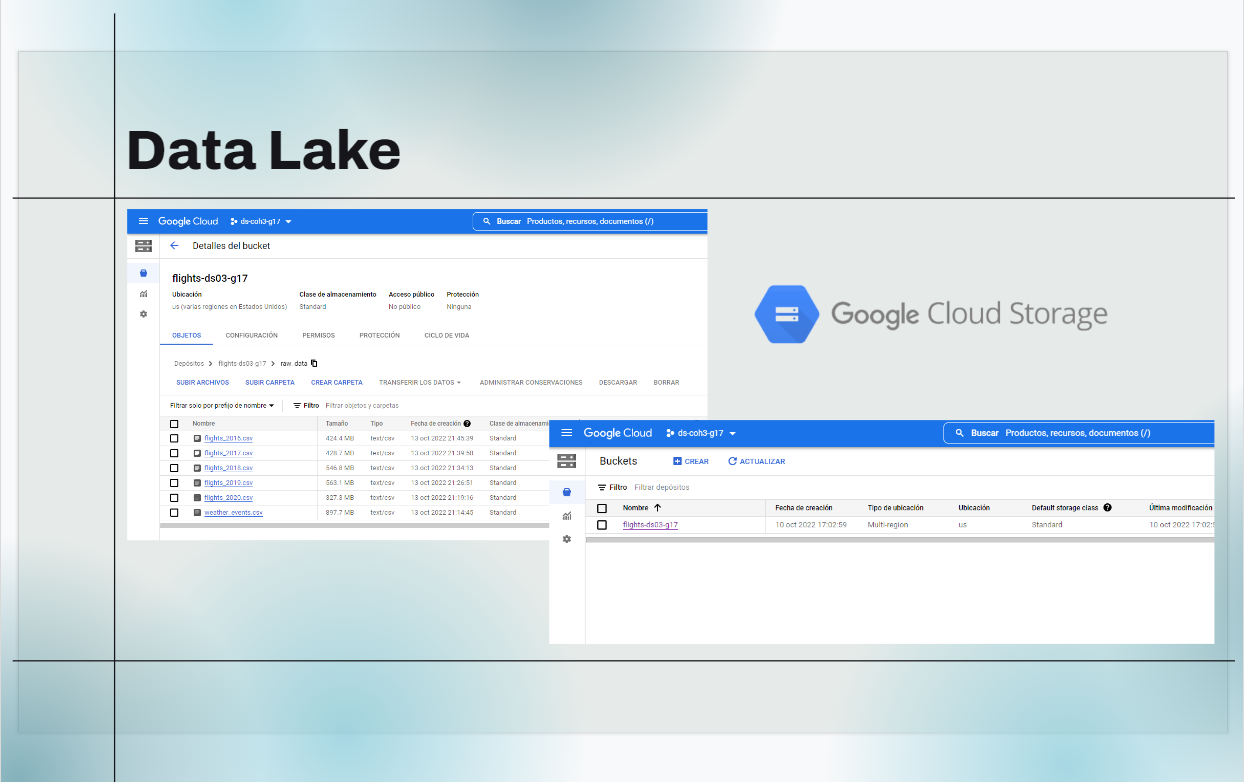 Data Lake
Google Cloud ds-coh3-g17 Buscar Productos, recursos, documentos (/)
Detalles del bucket
flights-ds03-g17
Ubicación Clase de almacenamiento Acceso público Protección
us (varias regiones en Estados Unidos) Standard No público Ninguna
OBJETOS CONFIGURACIÓN PERMISOS PROTECCIÓN CICLO DE VIDA
Depósitos > flights-ds03-g17 > raw_data
SUBIR ARCHIVOS SUBIR CARPETA CREAR CARPETA TRANSFERIR LOS DATOS ADMINISTRAR CONSERVACIONES DESCARGAR BORRAR
Filtrar solo por prefijo de nombre Filtro Filtrar objetos y carpetas
Nombre Tamaño Tipo Fecha de creación Clase de almacenam
flights_2016.csv 424.4 MB text/csv 13 oct 2022 21:45:39 Standard
flights_2017.csv 428.7 MB text/csv 13 oct 2022 21:39:58 Standard
flights_2018.csv 546.8 MB text/csv 13 oct 2022 21:34:13 Standard
flights_2019.csv 563.1 MB text/csv 13 oct 2022 21:26:51 Standard
flights_2020.csv 327.3 MB text/csv 13 oct 2022 21:19:16 Standard
weather_events.csv 897.7 MB text/csv 13 oct 2022 21:14:45 Standard
Google Cloud Storage
Google Cloud ds-coh3-g17 Buscar Productos, recursos, documentos (/)
Buckets CREAR ACTUALIZAR
Filtro Filtrar depósitos
Nombre Fecha de creación Tipo de ubicación Ubicación Default storage class Última modificación
flights-ds03-g17 10 oct 2022 17:02:59 Multi-region us Standard 10 oct 2022 17:02:5